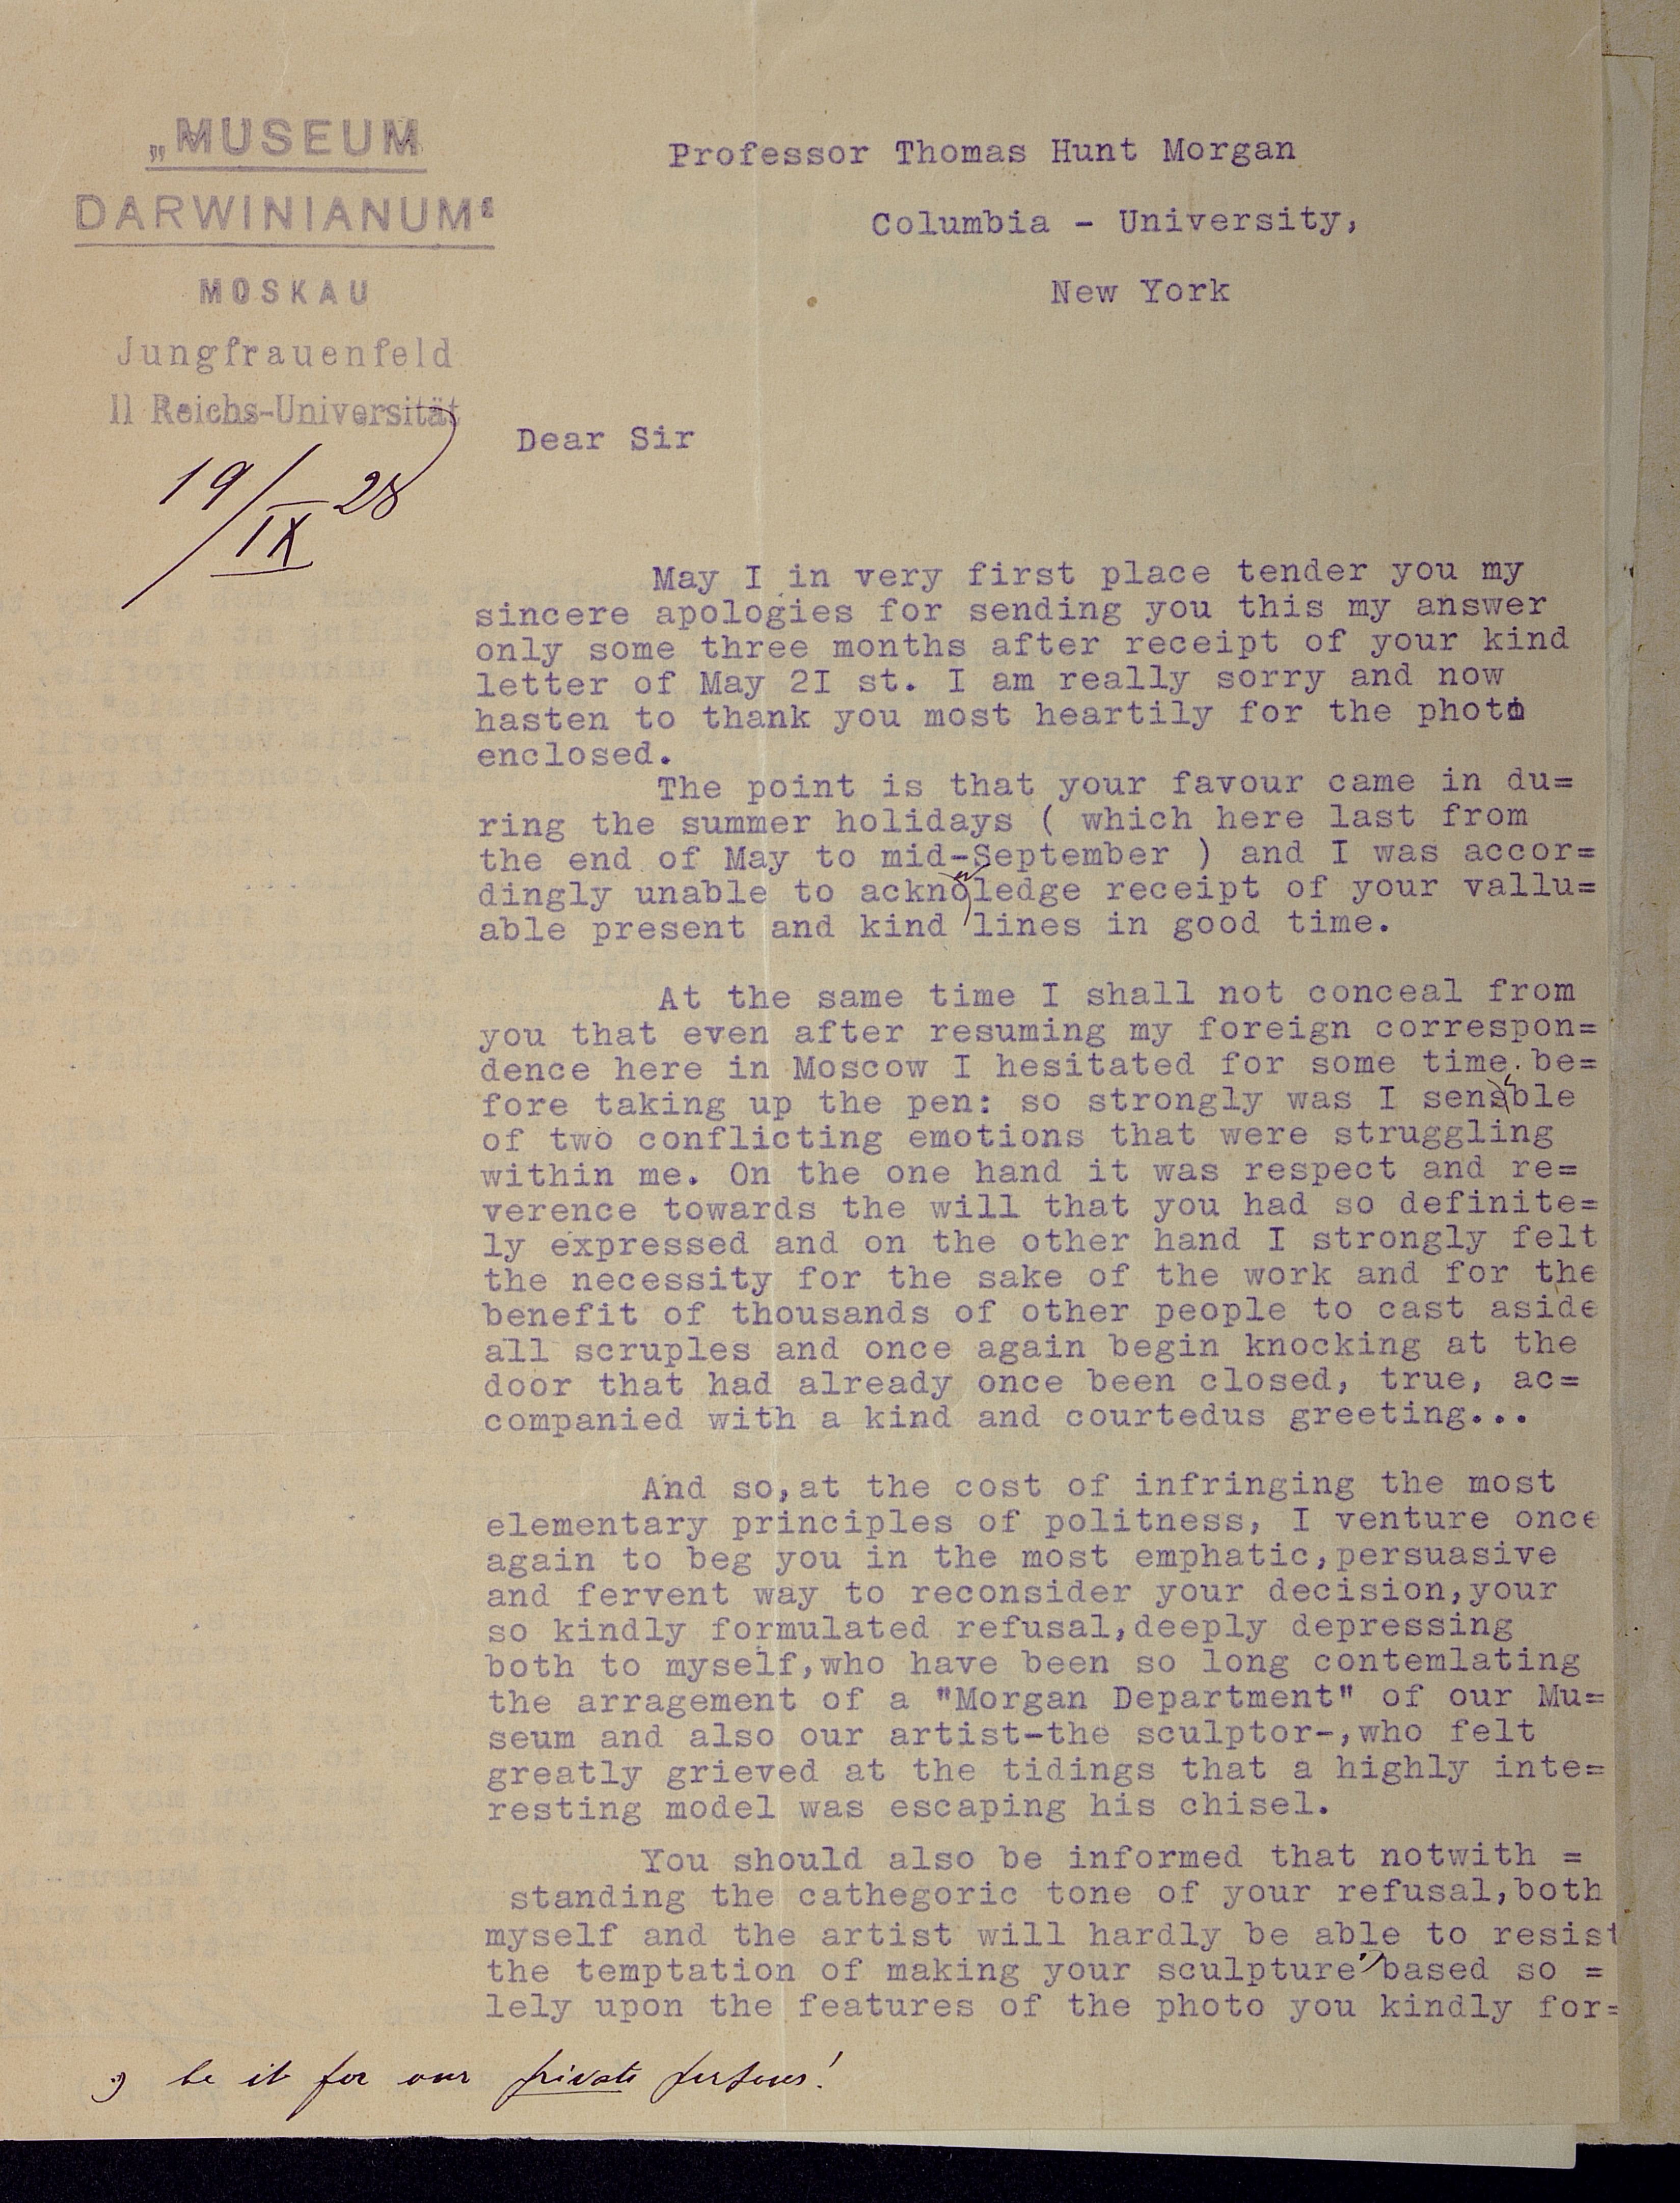 „MUSEUM
DARWINIANUM“
MOSKAU
Jungfrauenfeld
II Reichs-Universität
19/IX 28
Professor Thomas Hunt Morgan
Columbia - University,
New York
Dear Sir
May I in very first place tender you my
sincere apologies for sending you this my answer
only some three months after receipt of your kind
letter of May 2I st. I am really sorry and now
hasten to thank you most heartily for the photo
enclosed.
The point is that your favour came in du=
ring the summer holidays ( which here last from
the end of May to mid-September ) and I was accor=
dingly unable to acknowledge receipt of your vallu=
able present and kind lines in good time.
At the same time I shall not conceal from
you that even after resuming my foreign correspon=
dence here in Moscow I hesitated for some time be=
fore taking up the pen: so strongly was I sensible
of two conflicting emotions that were struggling
within me. On the one hand it was respect and re=
verence towards the will that you had so definite=
ly expressed and on the other hand I strongly felt
the necessity for the sake of the work and for the
benefit of thousands of other people to cast aside
all scruples and once again begin knocking at the
door that had already once been closed, true, ac=
companied with a kind and courtedus greeting...
And so,at the cost of infringing the most
elementary principles of politness, I venture once
again to beg you in the most emphatic,persuasive
and fervent way to reconsider your decision,your
so kindly formulated refusal,deeply depressing
both to myself,who have been so long contemlating
the arragement of a "Morgan Department" of our Mu=
seum and also our artist-the sculptor-,who felt
greatly grieved at the tidings that a highly inte=
resting model was escaping his chisel.
You should also be informed that notwith =
standing the cathegoric tone of your refusal,both
myself and the artist will hardly be able to resist
the temptation of making your sculpture based so =
lely upon the features of the photo you kindly for=
be it for our private